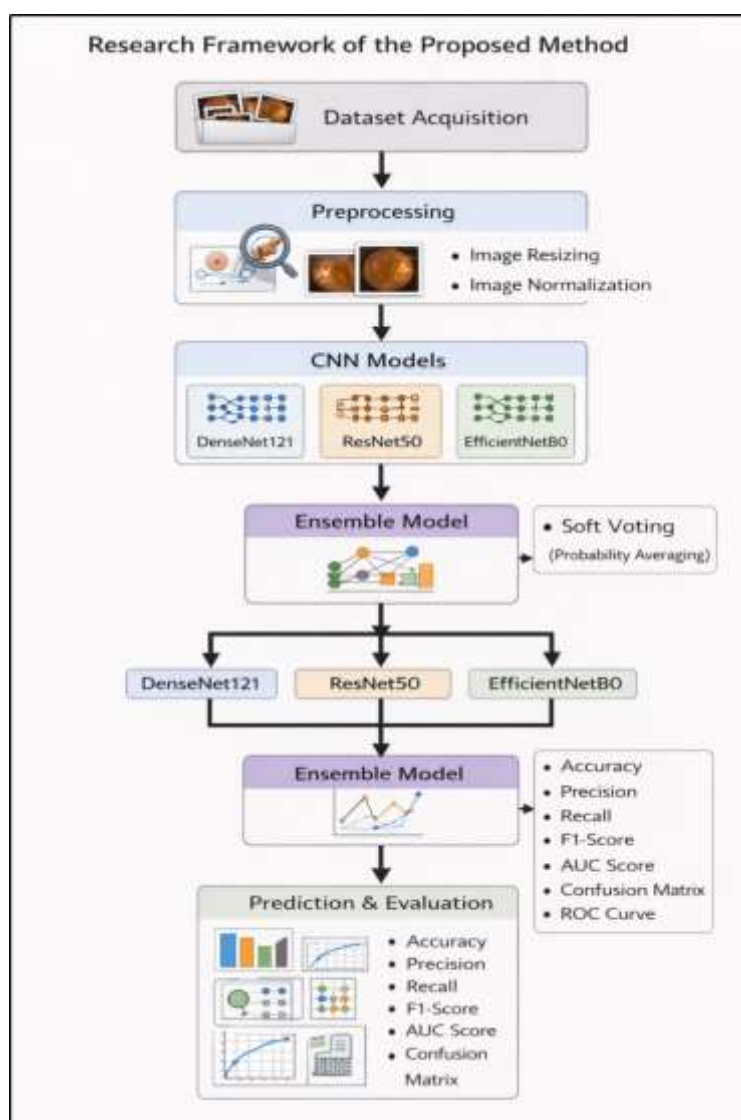 Research Framework of the Proposed Method
Dataset Acquisition
Preprocessing
• Image Resizing
• Image Normalization
CNN Models
DenseNet121
ResNet50
EfficientNetB0
Ensemble Model
• Soft Voting
(Probability Averaging)
DenseNet121
ResNet50
EfficientNetB0
Ensemble Model
• Accuracy
• Precision
• Recall
• F1-Score
• AUC Score
• Confusion Matrix
• ROC Curve
Prediction & Evaluation
• Accuracy
• Precision
• Recall
• F1-Score
• AUC Score
• Confusion
Matrix